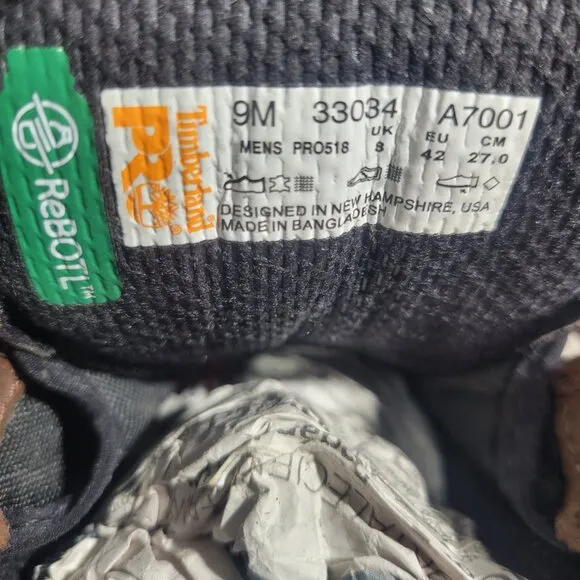 ReBOTL™
Timberland
PRO
9M 33034 A7001
UK EU CM
MENS PRO518 8 42 27.0
DESIGNED IN NEW HAMPSHIRE, USA
MADE IN BANGLADESH